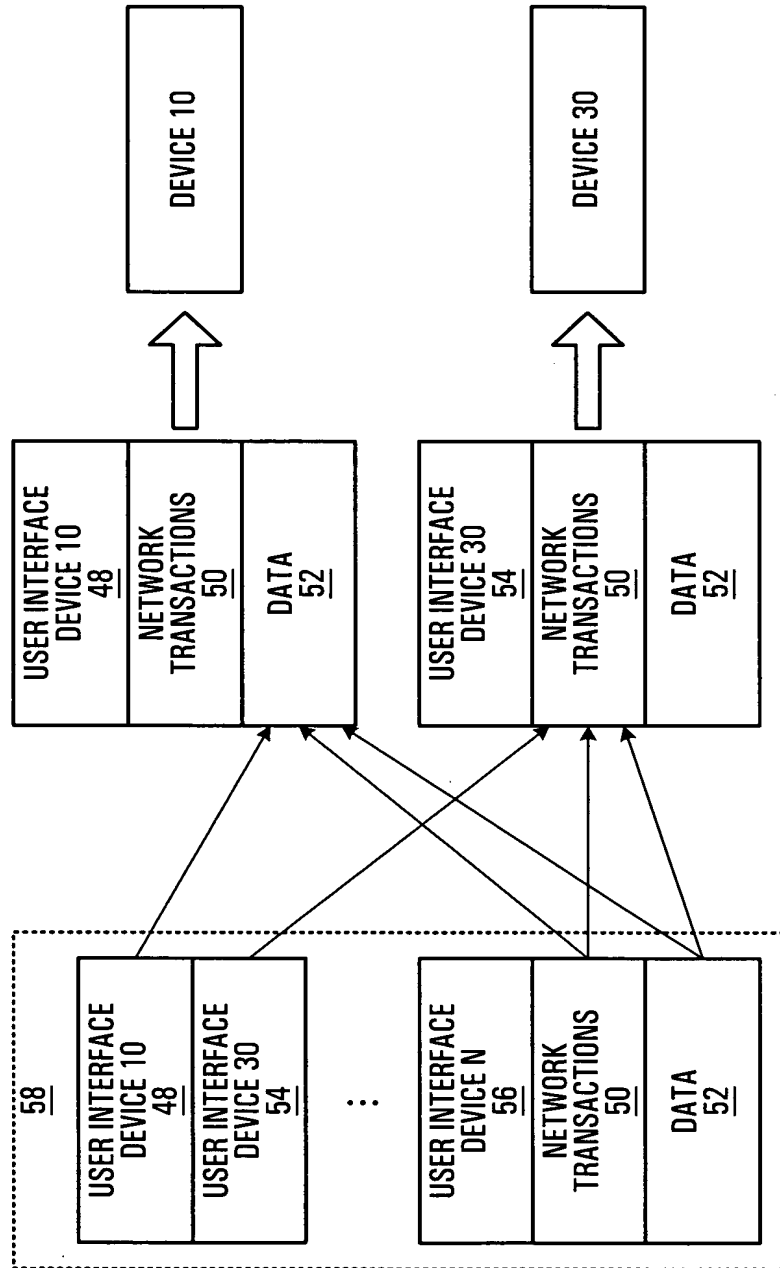 58
USER INTERFACE
DEVICE 10
48
USER INTERFACE
DEVICE 30
54
...
USER INTERFACE
DEVICE N
56
NETWORK
TRANSACTIONS
50
DATA
52
USER INTERFACE
DEVICE 10
48
NETWORK
TRANSACTIONS
50
DATA
52
USER INTERFACE
DEVICE 30
54
NETWORK
TRANSACTIONS
50
DATA
52
DEVICE 10
DEVICE 30